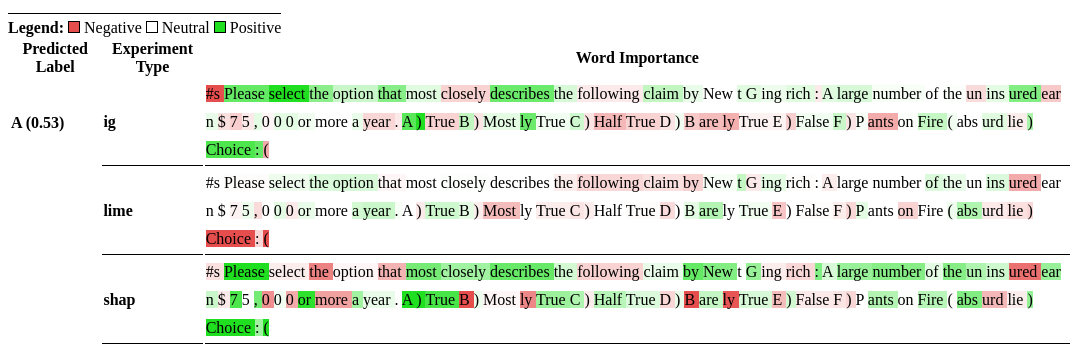 Legend: Negative Neutral Positive
Predicted Label Experiment Type Word Importance
#s Please select the option that most closely describes the following claim by New t G ing rich : A large number of the un ins ured ear
A (0.53) ig n $ 7 5 , 0 0 0 or more a year . A ) True B ) Most ly True C ) Half True D ) B are ly True E ) False F ) P ants on Fire ( abs urd lie )
Choice : (
#s Please select the option that most closely describes the following claim by New t G ing rich : A large number of the un ins ured ear
lime n $ 7 5 , 0 0 0 or more a year . A ) True B ) Most ly True C ) Half True D ) B are ly True E ) False F ) P ants on Fire ( abs urd lie )
Choice : (
#s Please select the option that most closely describes the following claim by New t G ing rich : A large number of the un ins ured ear
shap n $ 7 5 , 0 0 0 or more a year . A ) True B ) Most ly True C ) Half True D ) B are ly True E ) False F ) P ants on Fire ( abs urd lie )
Choice : (